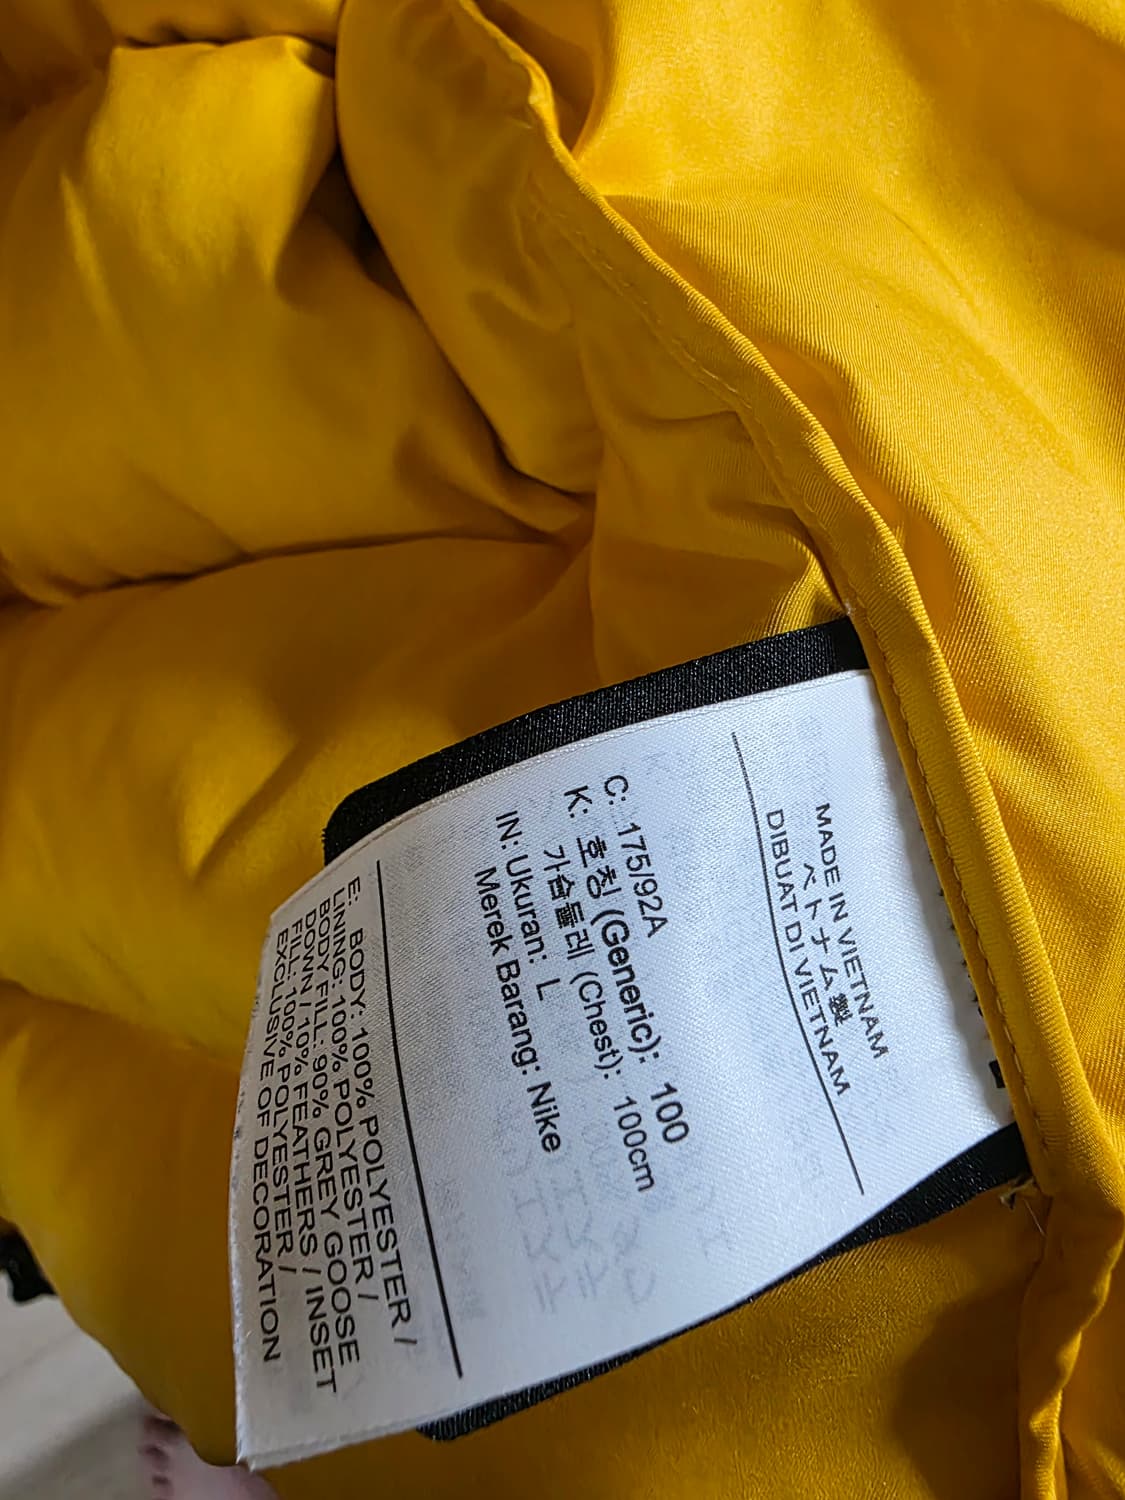 MADE IN VIETNAM
ベトナム製
DIBUAT DI VIETNAM
C: 175/92A
K: 호칭 (Generic): 100
가슴둘레 (Chest): 100cm
IN: Ukuran: L
Merek Barang: Nike
E: BODY: 100% POLYESTER /
LINING: 100% POLYESTER /
BODY FILL: 90% GREY GOOSE
DOWN / 10% FEATHERS / INSET
FILL: 100% POLYESTER /
EXCLUSIVE OF DECORATION